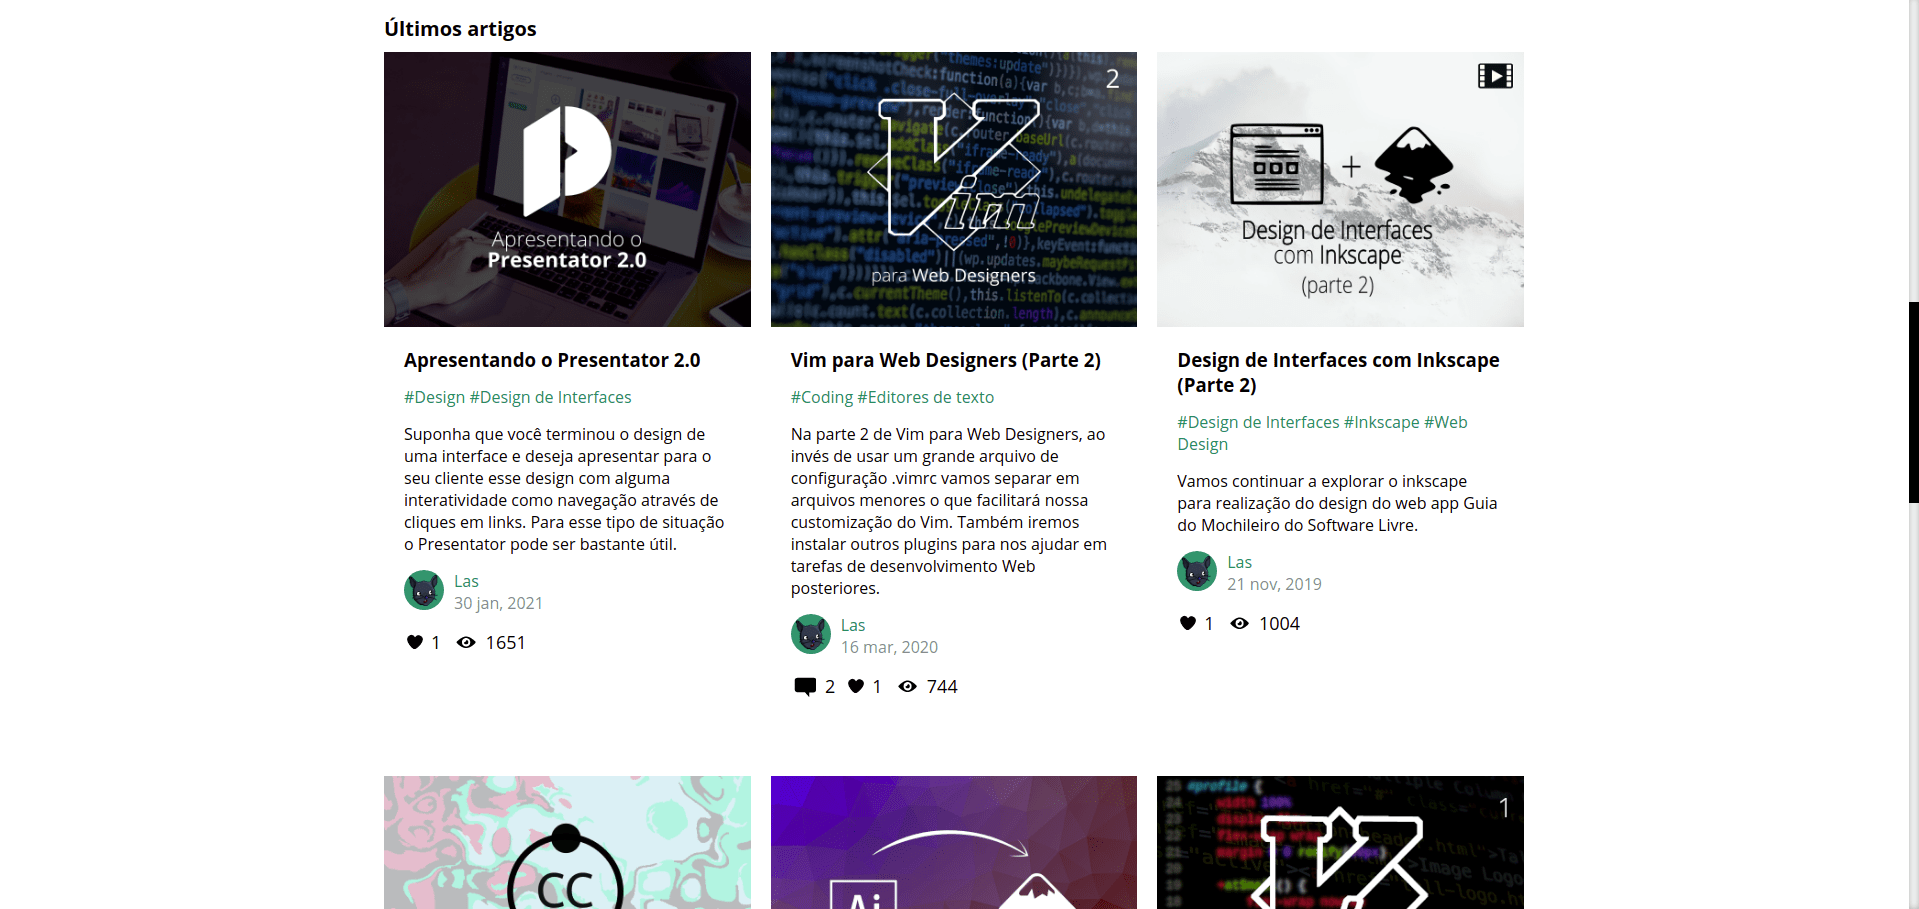 Últimos artigos
Apresentando o
Presentator 2.0
2
Vim
para Web Designers
+
Design de Interfaces
com Inkscape
(parte 2)
Apresentando o Presentator 2.0
#Design #Design de Interfaces
Suponha que você terminou o design de
uma interface e deseja apresentar para o
seu cliente esse design com alguma
interatividade como navegação através de
cliques em links. Para esse tipo de situação
o Presentator pode ser bastante útil.
Las
30 jan, 2021
1 1651
Vim para Web Designers (Parte 2)
#Coding #Editores de texto
Na parte 2 de Vim para Web Designers, ao
invés de usar um grande arquivo de
configuração .vimrc vamos separar em
arquivos menores o que facilitará nossa
customização do Vim. Também iremos
instalar outros plugins para nos ajudar em
tarefas de desenvolvimento Web
posteriores.
Las
16 mar, 2020
2 1 744
Design de Interfaces com Inkscape
(Parte 2)
#Design de Interfaces #Inkscape #Web
Design
Vamos continuar a explorar o inkscape
para realização do design do web app Guia
do Mochileiro do Software Livre.
Las
21 nov, 2019
1 1004
CC
Ai
1